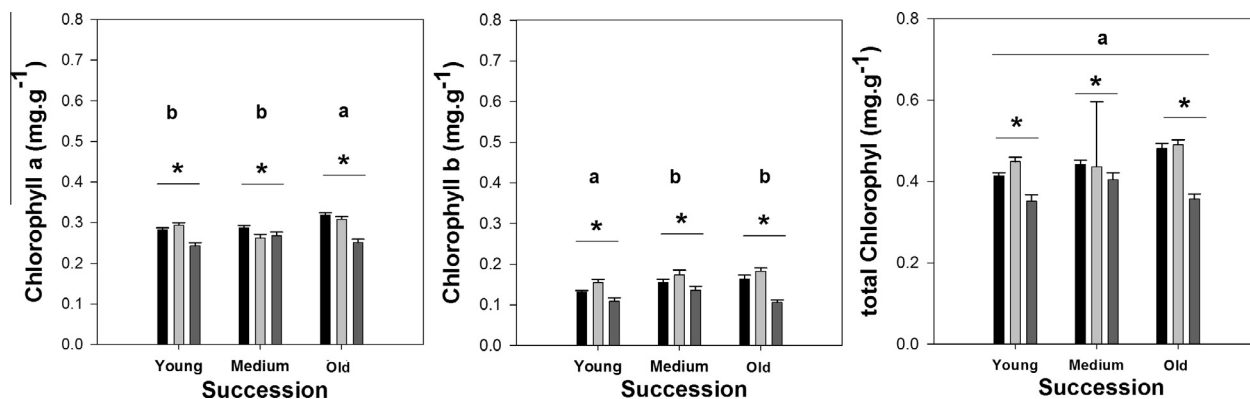 Chlorophyll a (mg.g-1)
0.8
0.7
0.6
0.5
0.4
0.3
0.2
0.1
0.0
b b a
* * *
Young Medium Old
Succession
Chlorophyll b (mg.g-1)
0.8
0.7
0.6
0.5
0.4
0.3
0.2
0.1
0.0
a b b
* * *
Young Medium Old
Succession
total Chlorophyl (mg.g-1)
0.8
0.6
0.4
0.2
0.0
a
* * *
Young Medium Old
Succession